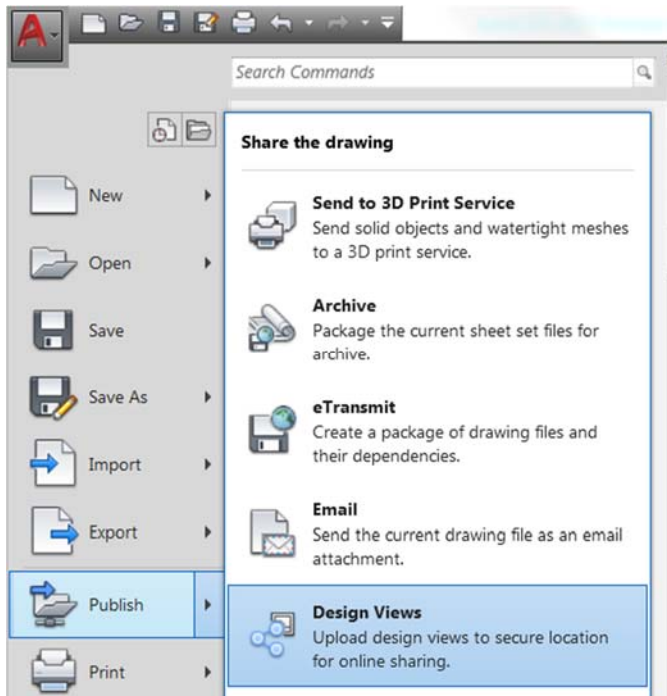 Search Commands
Share the drawing
New
Open
Save
Save As
Import
Export
Publish
Print
Send to 3D Print Service
Send solid objects and watertight meshes
to a 3D print service.
Archive
Package the current sheet set files for
archive.
eTransmit
Create a package of drawing files and
their dependencies.
Email
Send the current drawing file as an email
attachment.
Design Views
Upload design views to secure location
for online sharing.